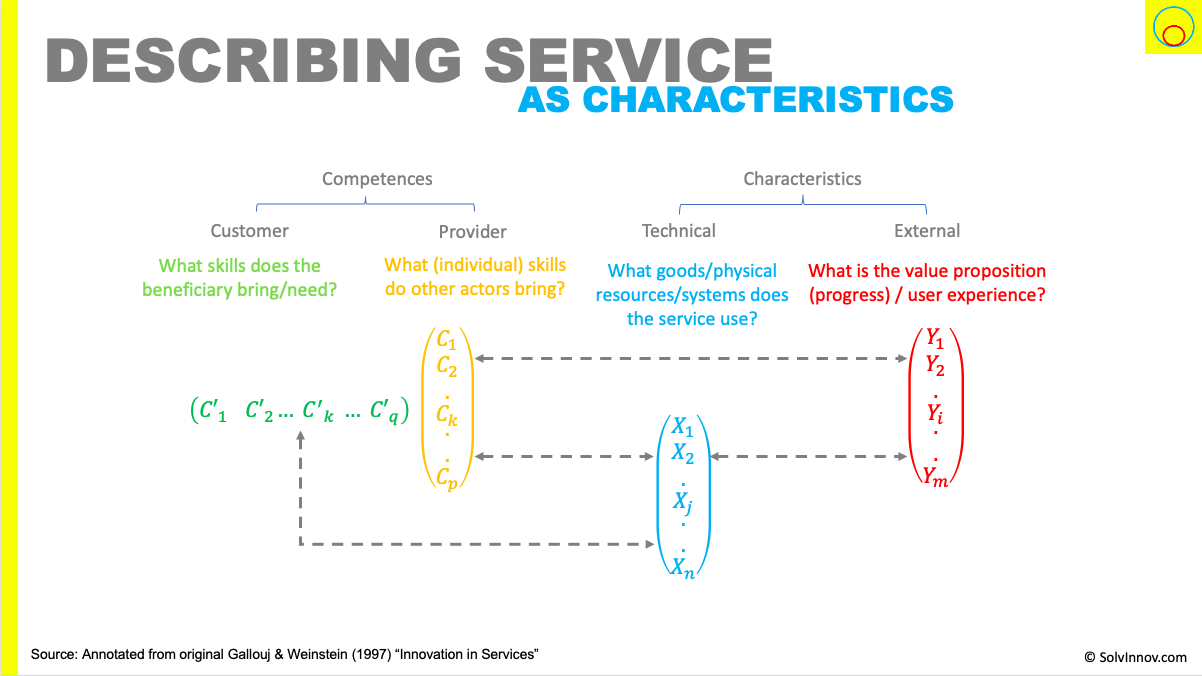 DESCRIBING SERVICE
AS CHARACTERISTICS
Competences
Characteristics
Customer
Provider
Technical
External
What skills does the
beneficiary bring/need?
What (individual) skills
do other actors bring?
What goods/physical
resources/systems does
the service use?
What is the value proposition
(progress) / user experience?
(C′₁ C′₂ … C′ₖ … C′q)
C₁
C₂
.
Cₖ
.
.
Cₚ
X₁
X₂
.
Xⱼ
.
.
Xₙ
Y₁
Y₂
.
Yᵢ
.
.
Yₘ
Source: Annotated from original Gallouj & Weinstein (1997) “Innovation in Services”
© SolvInnov.com